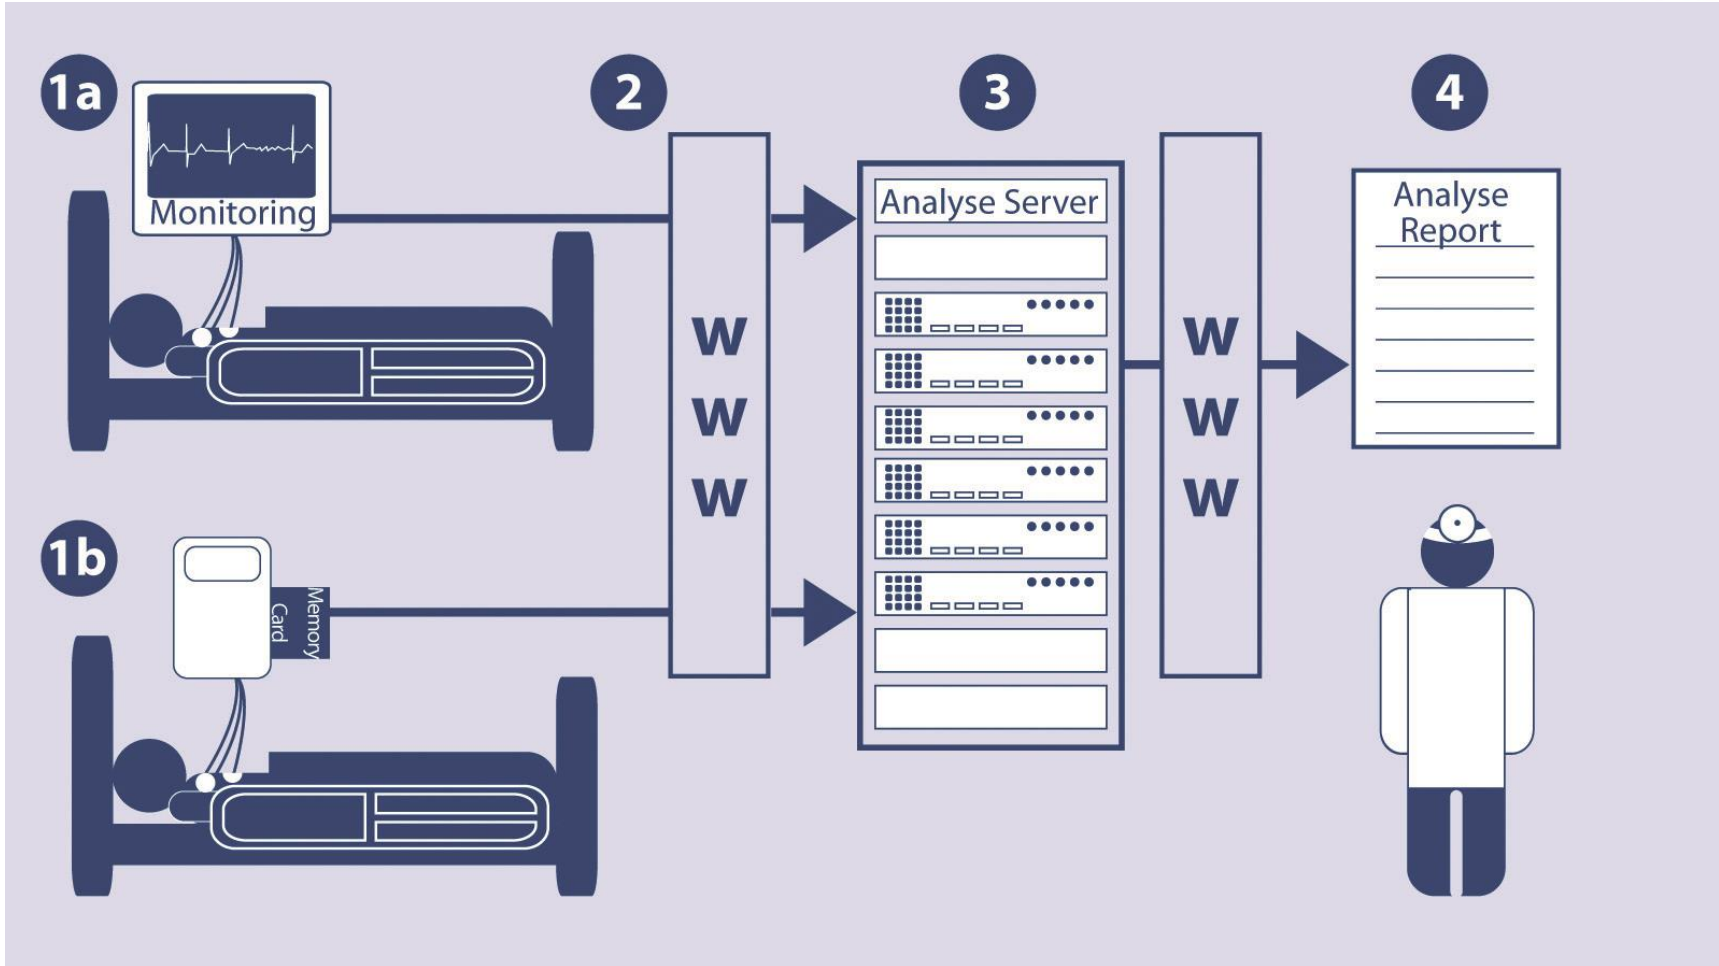 1a
Monitoring
2
W
W
W
3
Analyse Server
W
W
W
4
Analyse
Report
1b
Memory
Card